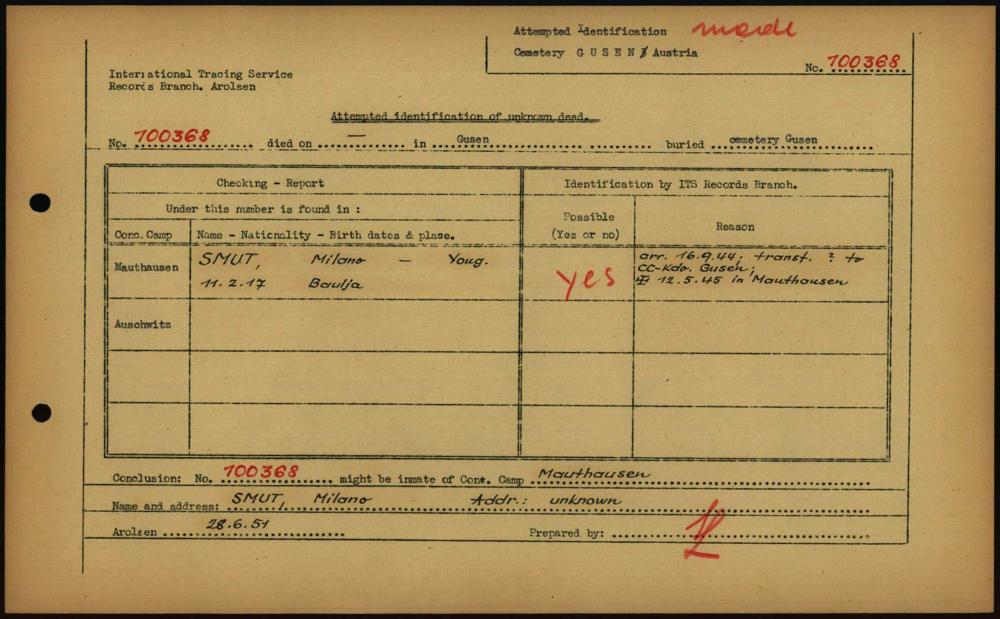 Attempted Identification made
Cemetery G U S E N Austria
No. 100368
International Tracing Service
Records Branch. Arolsen
Attempted identification of unknown dead.
No. 100368 died on — in Gusen buried cemetery Gusen
Checking - Report
Identification by ITS Records Branch.
Under this number is found in :
Possible
(Yes or no)
Reason
Conc. Camp
Name - Nationality - Birth dates & place.
Mauthausen
SMUT, Milano — Youg.
11.2.17 Baulja
yes
arr. 16.9.44; transf. ? to
CC-Kdo. Gusen;
12.5.45 in Mauthausen
Auschwitz
Conclusion: No. 100368 might be inmate of Conc. Camp Mauthausen
Name and address: SMUT, Milano Addr.: unknown
Arolsen 28.6.51
Prepared by: